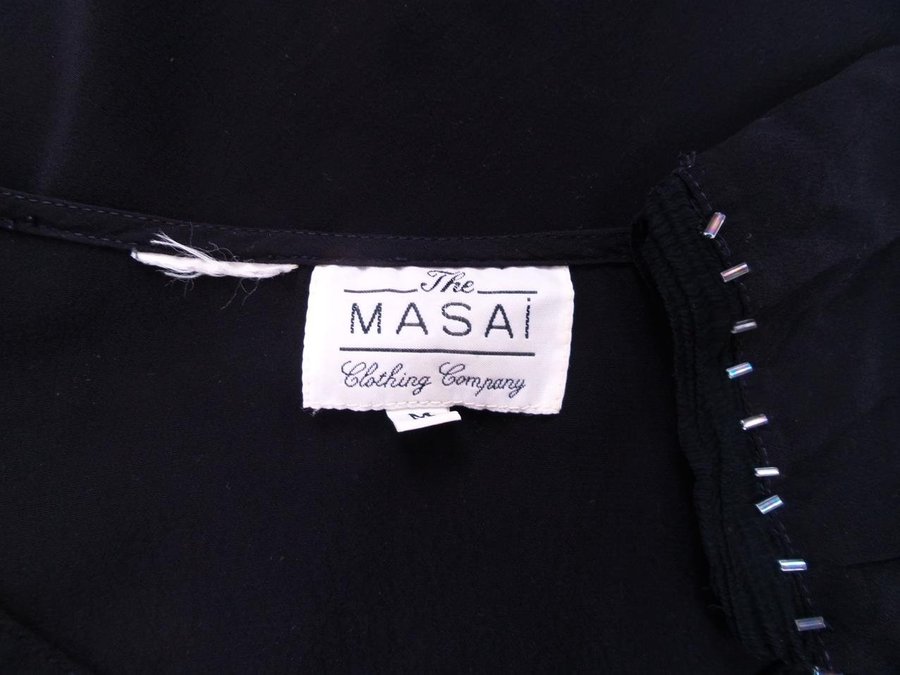 The
MASAi
Clothing Company
M